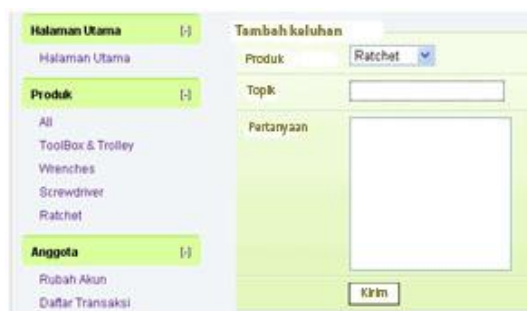 Halaman Utama [-]
Halaman Utama
Produk [-]
All
ToolBox & Trolley
Wrenches
Screwdriver
Ratchet
Anggota [-]
Rubah Akun
Daftar Transaksi
Tambah keluhan
Produk Ratchet
Topik
Pertanyaan
Kirim